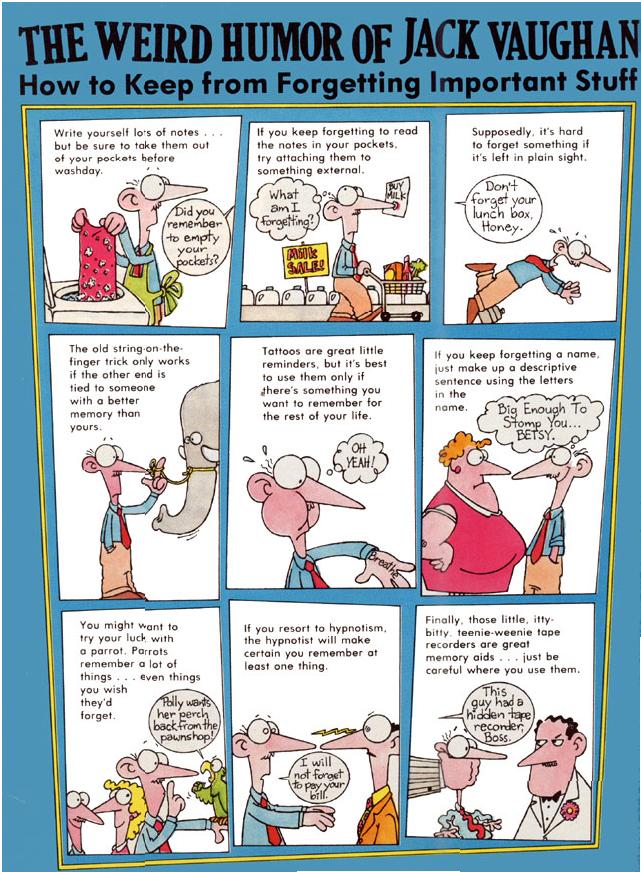 THE WEIRD HUMOR OF JACK VAUGHAN
How to Keep from Forgetting Important Stuff
Write yourself lots of notes . . .
but be sure to take them out
of your pockets before
washday.
Did you
remember
to empty
your
pockets?
If you keep forgetting to read
the notes in your pockets,
try attaching them to
something external.
What
am I
forgetting?
BUY
MILK
MILK
SALE!
Supposedly, it's hard
to forget something if
it's left in plain sight.
Don't
forget your
lunch box,
Honey.
The old string-on-the-
finger trick only works
if the other end is
tied to someone
with a better
memory than
yours.
Tattoos are great little
reminders, but it's best
to use them only if
there's something you
want to remember for
the rest of your life.
OH
YEAH!
Breathe
If you keep forgetting a name,
just make up a descriptive
sentence using the letters
in the
name.
Big Enough To
Stomp You...
BETSY.
You might want to
try your luck with
a parrot. Parrots
remember a lot of
things . . . even things
you wish
they'd
forget.
Polly wants
her perch
back from the
pawnshop!
If you resort to hypnotism,
the hypnotist will make
certain you remember at
least one thing.
I will
not forget
to pay your
bill.
Finally, those little, itty-
bitty, teenie-weenie tape
recorders are great
memory aids . . . just be
careful where you use them.
This
guy had a
hidden tape
recorder,
Boss.